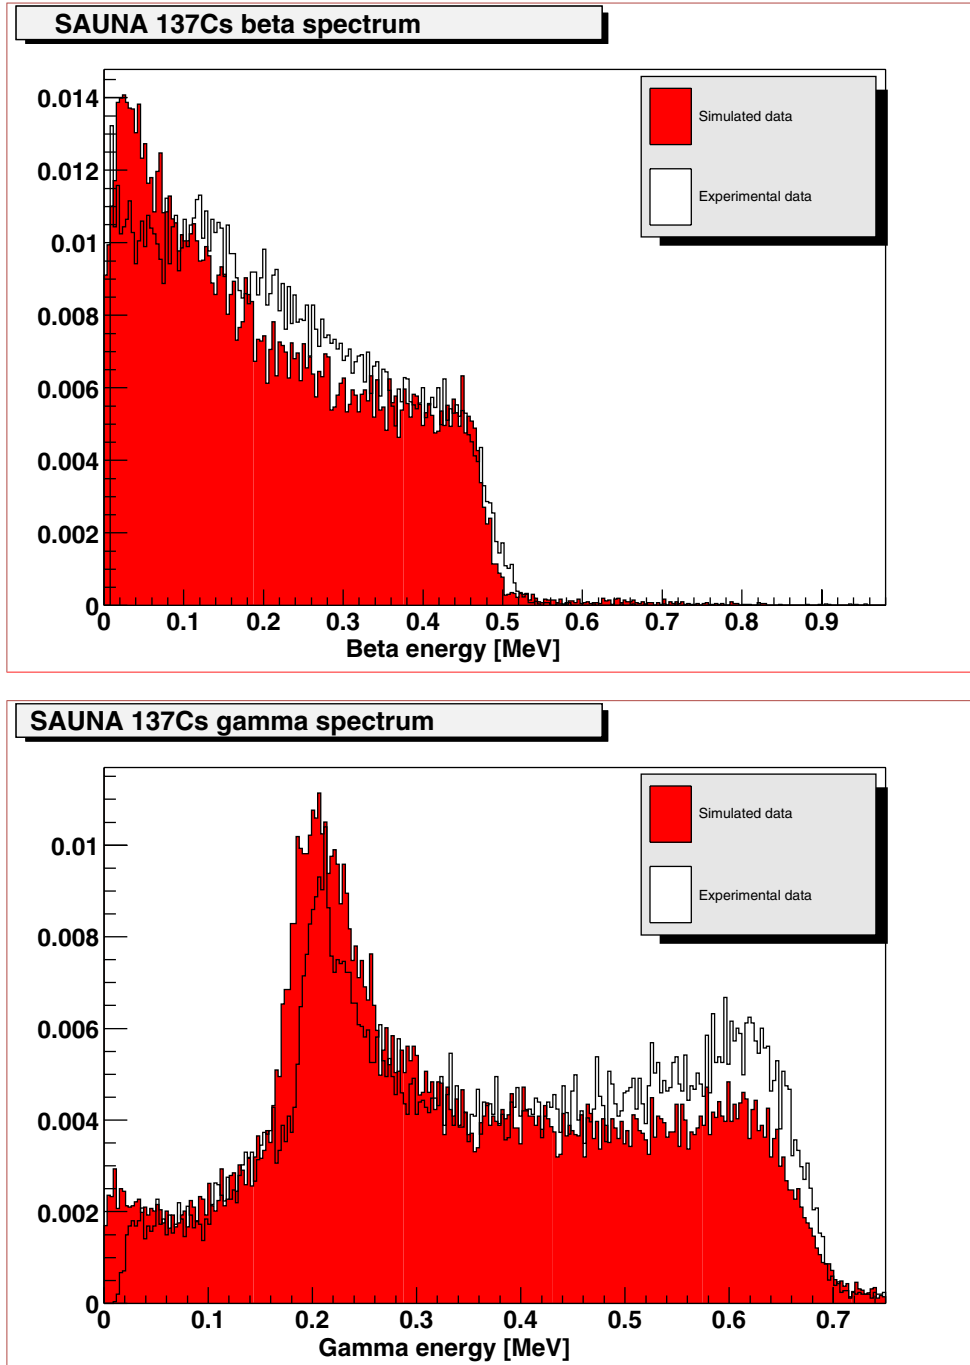 SAUNA 137Cs beta spectrum
Simulated data
Experimental data
0.014
0.012
0.01
0.008
0.006
0.004
0.002
0
0 0.1 0.2 0.3 0.4 0.5 0.6 0.7 0.8 0.9
Beta energy [MeV]
SAUNA 137Cs gamma spectrum
Simulated data
Experimental data
0.01
0.008
0.006
0.004
0.002
0
0 0.1 0.2 0.3 0.4 0.5 0.6 0.7
Gamma energy [MeV]